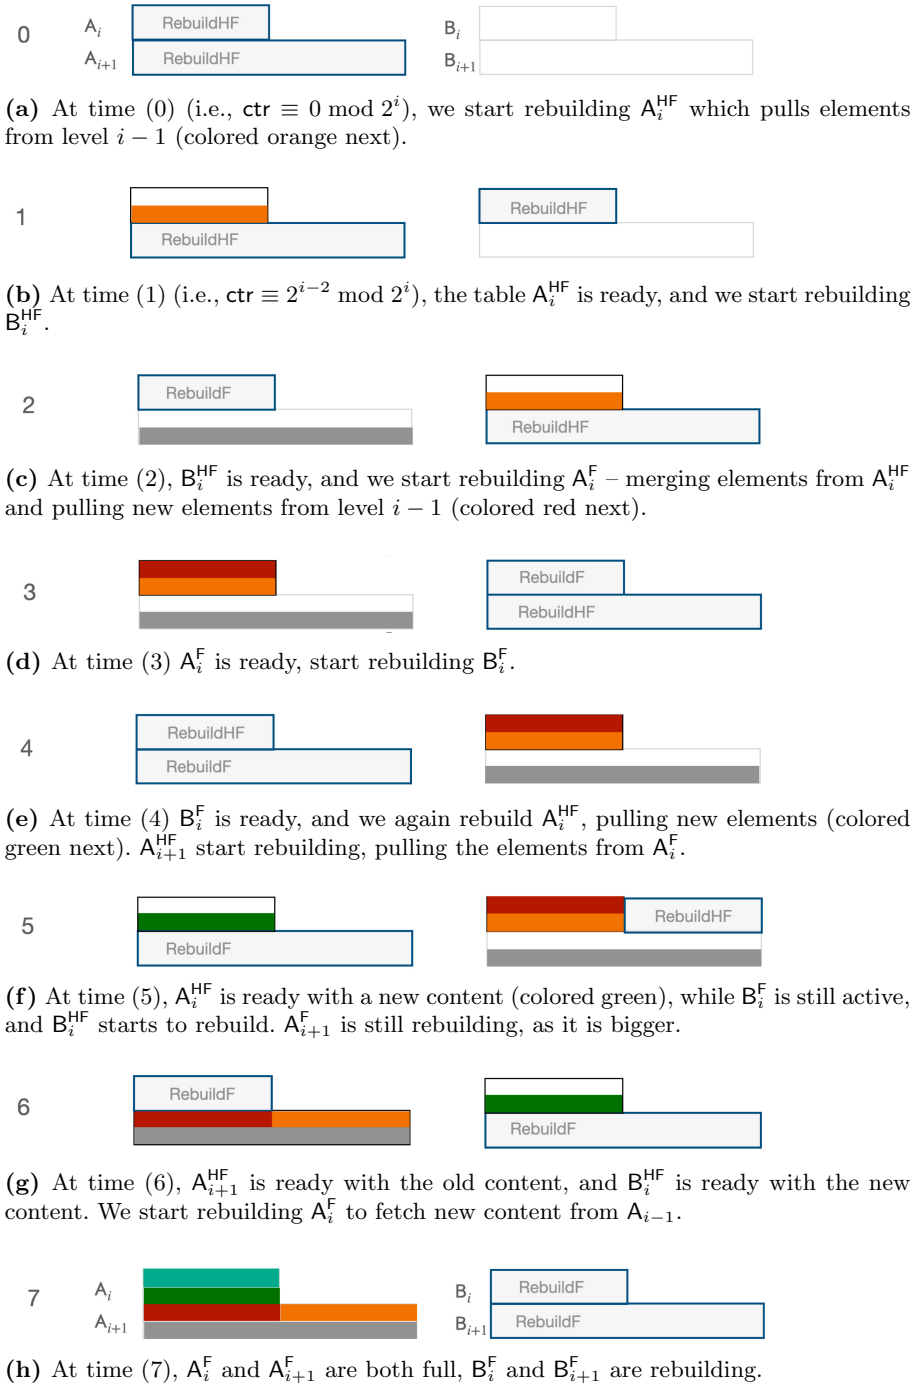 0 A_i RebuildHF B_i
A_{i+1} RebuildHF B_{i+1}
(a) At time (0) (i.e., ctr ≡ 0 mod 2^i), we start rebuilding A_i^{HF} which pulls elements
from level i − 1 (colored orange next).
1 RebuildHF
RebuildHF
(b) At time (1) (i.e., ctr ≡ 2^{i−2} mod 2^i), the table A_i^{HF} is ready, and we start rebuilding
B_i^{HF}.
2 RebuildF
RebuildHF
(c) At time (2), B_i^{HF} is ready, and we start rebuilding A_i^F – merging elements from A_i^{HF}
and pulling new elements from level i − 1 (colored red next).
3 RebuildF
RebuildHF
(d) At time (3) A_i^F is ready, start rebuilding B_i^F.
4 RebuildHF
RebuildF
(e) At time (4) B_i^F is ready, and we again rebuild A_i^{HF}, pulling new elements (colored
green next). A_{i+1}^{HF} start rebuilding, pulling the elements from A_i^F.
5 RebuildHF
RebuildF
(f) At time (5), A_i^{HF} is ready with a new content (colored green), while B_i^F is still active,
and B_i^{HF} starts to rebuild. A_{i+1}^F is still rebuilding, as it is bigger.
6 RebuildF
RebuildF
(g) At time (6), A_{i+1}^{HF} is ready with the old content, and B_i^{HF} is ready with the new
content. We start rebuilding A_i^F to fetch new content from A_{i−1}.
7 A_i B_i RebuildF
A_{i+1} B_{i+1} RebuildF
(h) At time (7), A_i^F and A_{i+1}^F are both full, B_i^F and B_{i+1}^F are rebuilding.